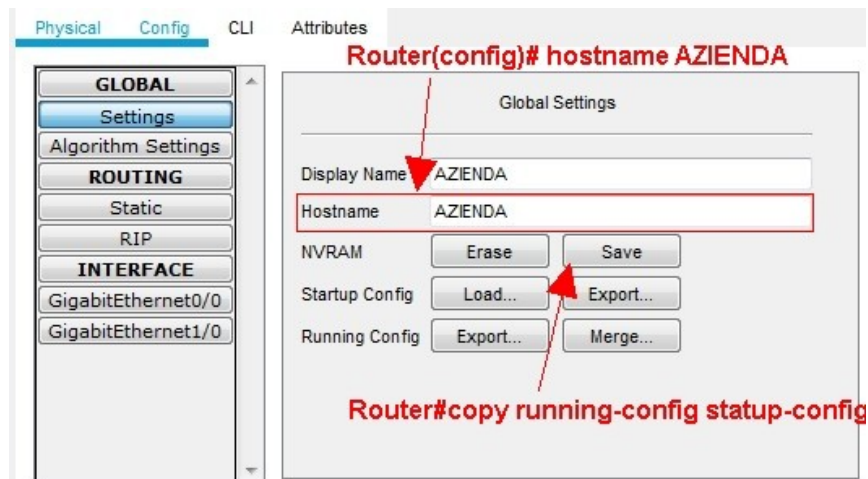 Physical Config CLI Attributes
Router(config)# hostname AZIENDA
GLOBAL
Settings
Algorithm Settings
ROUTING
Static
RIP
INTERFACE
GigabitEthernet0/0
GigabitEthernet1/0
Global Settings
Display Name AZIENDA
Hostname AZIENDA
NVRAM Erase Save
Startup Config Load... Export...
Running Config Export... Merge...
Router#copy running-config statup-config